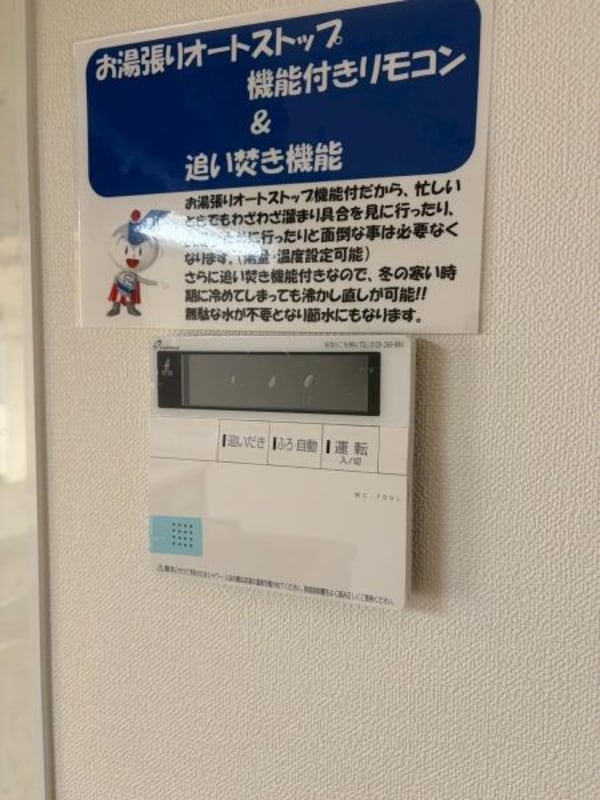 お湯張りオートストップ
機能付きリモコン
&
追い焚き機能
お湯張りオートストップ機能付だから、忙しい
ときでもわざわざ溜まり具合を見に行ったり、
に行ったりと面倒な事は必要なく
なります。(湯量・温度設定可能)
さらに追い焚き機能付きなので、冬の寒い時
期に冷めてしまっても沸かし直しが可能!!
無駄な水が不要となり節水にもなります。
追いだき
ふろ自動
運転
入/切
MC-700L